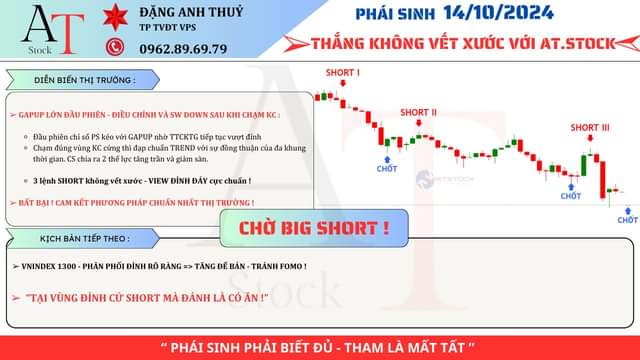 AT
Stock
ĐẶNG ANH THUỶ
TP TVĐT VPS
0962.89.69.79
PHÁI SINH 14/10/2024
THẮNG KHÔNG VẾT XƯỚC VỚI AT.STOCK
DIỄN BIẾN THỊ TRƯỜNG :
➢ GAPUP LỚN ĐẦU PHIÊN - ĐIỀU CHỈNH VÀ SW DOWN SAU KHI CHẠM KC :
Đầu phiên chỉ số PS kéo với GAPUP nhờ TTCKTG tiếp tục vượt đỉnh
Chạm đúng vùng KC cứng thì đạp chuẩn TREND với sự đồng thuận của đa khung
thời gian. CS chia ra 2 thế lực tăng trần và giảm sàn.
3 lệnh SHORT không vết xước - VIEW ĐỈNH ĐÁY cực chuẩn !
➢ BẤT BẠI ! CAM KẾT PHƯƠNG PHÁP CHUẨN NHẤT THỊ TRƯỜNG !
SHORT I
SHORT II
SHORT III
CHỐT
CHỐT
CHỐT
CHỜ BIG SHORT !
KỊCH BẢN TIẾP THEO :
➢ VNINDEX 1300 - PHÂN PHỐI ĐỈNH RÕ RÀNG => TĂNG ĐỂ BÁN - TRÁNH FOMO !
➢ “TẠI VÙNG ĐỈNH CỨ SHORT MÀ ĐÁNH LÀ CÓ ĂN !”
AT
Stock
“ PHÁI SINH PHẢI BIẾT ĐỦ - THAM LÀ MẤT TẤT ”